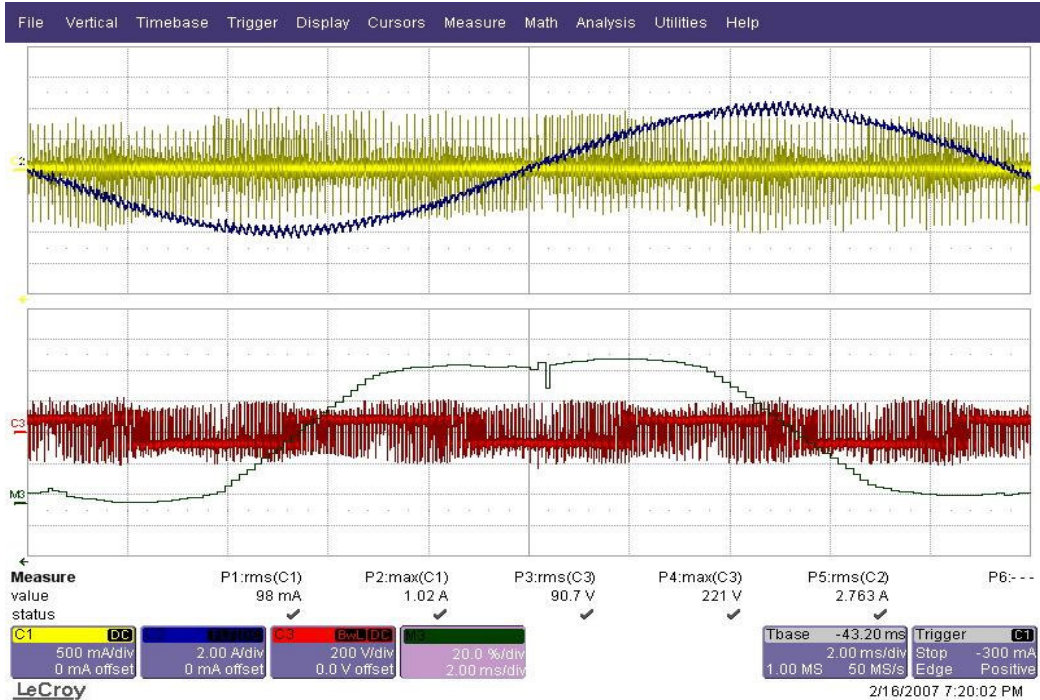 File Vertical Timebase Trigger Display Cursors Measure Math Analysis Utilities Help
2
C3
M3
Measure P1:rms(C1) P2:max(C1) P3:rms(C3) P4:max(C3) P5:rms(C2) P6:- - -
value 98 mA 1.02 A 90.7 V 221 V 2.763 A
status
C1 DC
500 mA/div
0 mA offset
C2
2.00 A/div
0 mA offset
C3 BwL DC
200 V/div
0.0 V offset
M3
20.0 %/div
2.00 ms/div
Tbase -43.20 ms
2.00 ms/div
1.00 MS 50 MS/s
Trigger C1
Stop -300 mA
Edge Positive
LeCroy
2/16/2007 7:20:02 PM